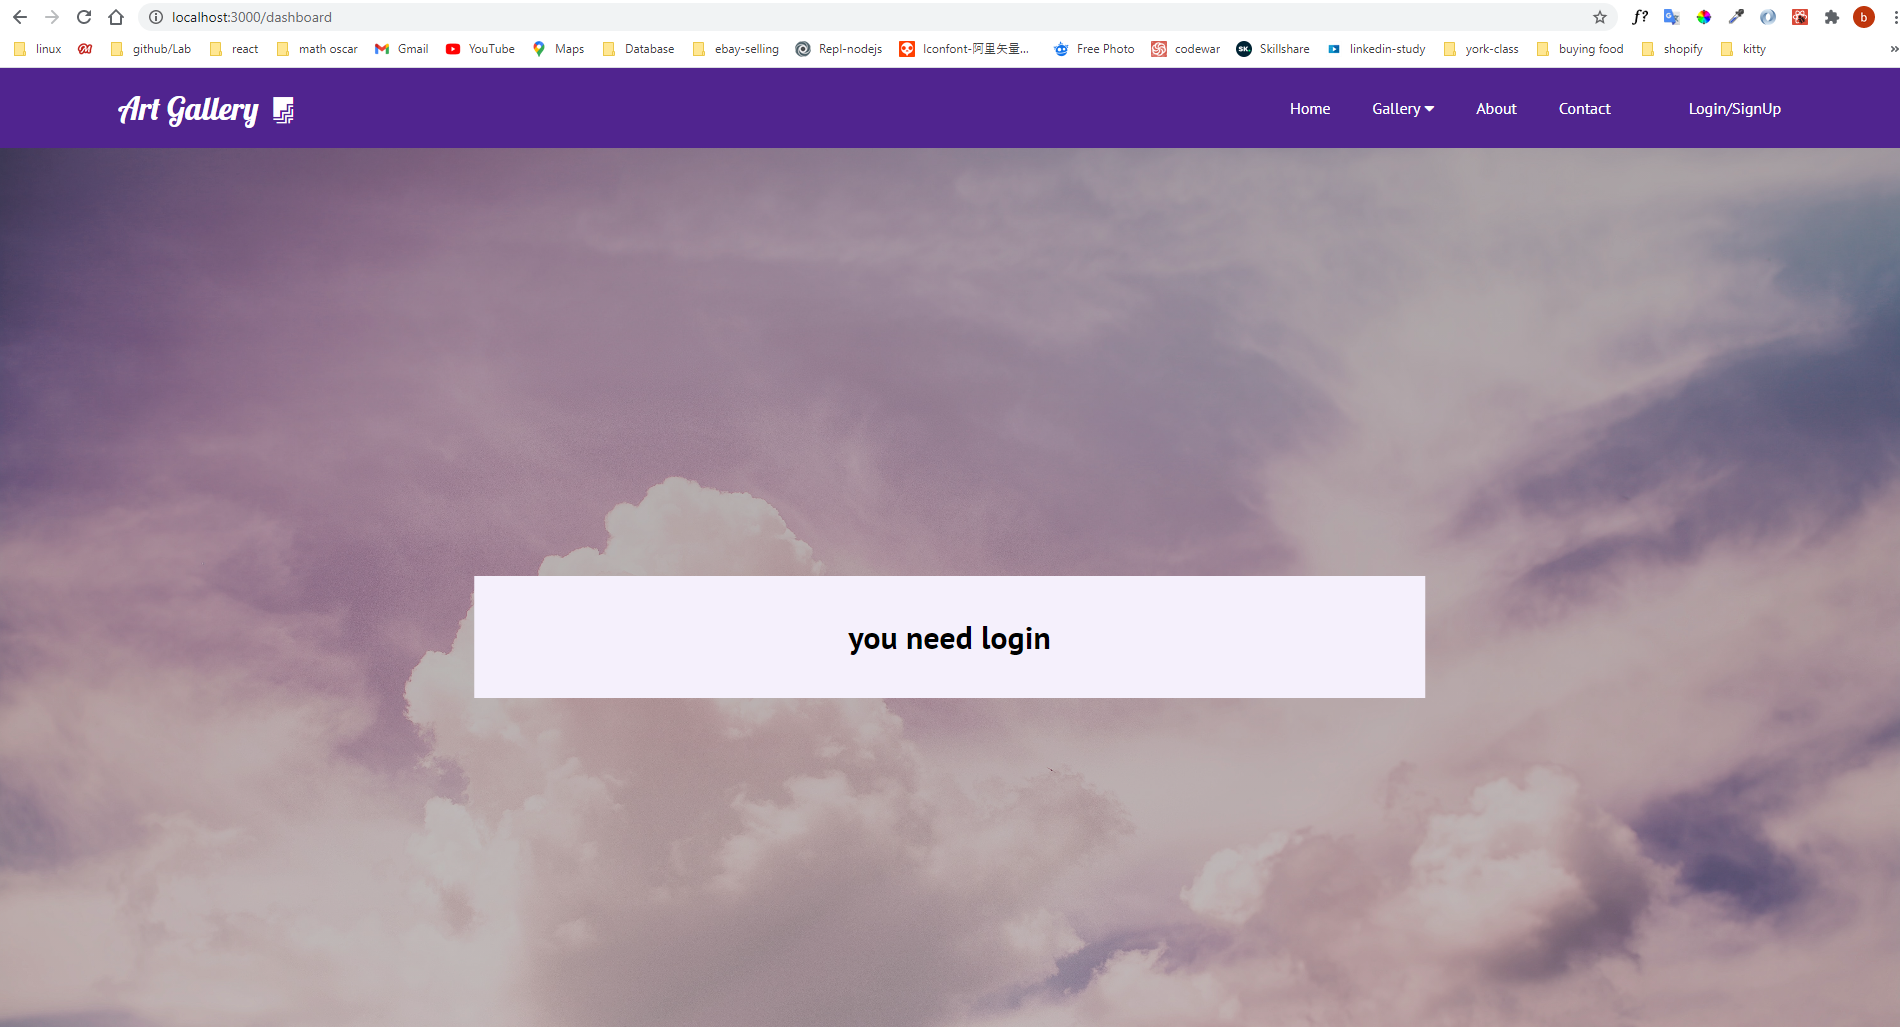 localhost:3000/dashboard
f?
b
linux
github/Lab
react
math oscar
Gmail
YouTube
Maps
Database
ebay-selling
Repl-nodejs
Iconfont-阿里矢量...
Free Photo
SK.
codewar
Skillshare
linkedin-study
york-class
buying food
shopify
kitty
»
Art Gallery
Home
Gallery
About
Contact
Login/SignUp
you need login